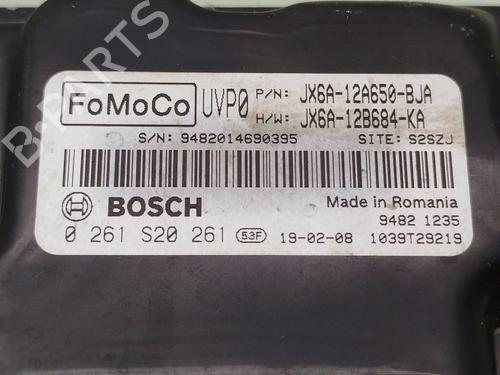 FoMoCo UVP0 P/N: JX6A-12A650-BJA
H/W: JX6A-12B684-KA
S/N: 9482014690395 SITE: S2SZJ
BOSCH Made in Romania
9482 1235
0 261 S20 261 53F 19-02-08 1039T29219